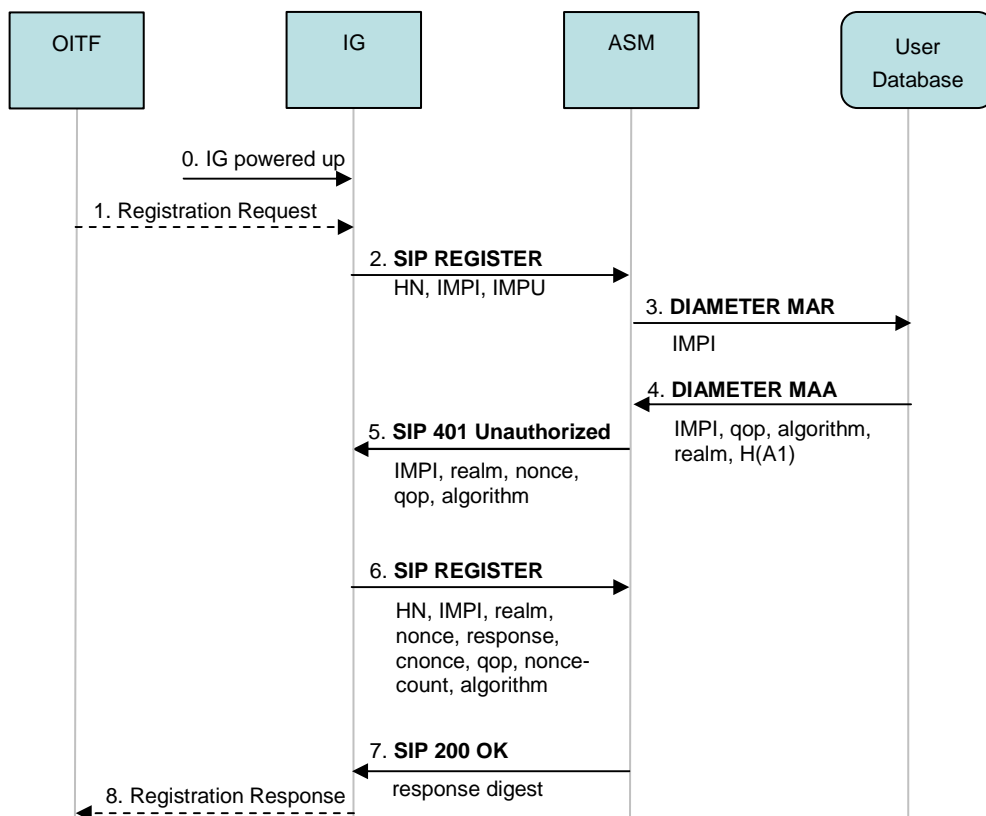 OITF
IG
ASM
User
Database
0. IG powered up
1. Registration Request
2. SIP REGISTER
HN, IMPI, IMPU
3. DIAMETER MAR
IMPI
4. DIAMETER MAA
IMPI, qop, algorithm,
realm, H(A1)
5. SIP 401 Unauthorized
IMPI, realm, nonce,
qop, algorithm
6. SIP REGISTER
HN, IMPI, realm,
nonce, response,
cnonce, qop, nonce-
count, algorithm
7. SIP 200 OK
response digest
8. Registration Response